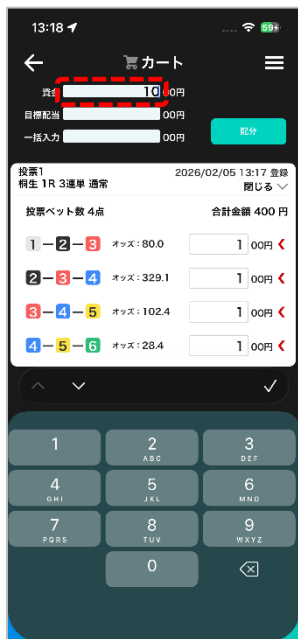 13:18 59
カート
資金 10 00円
目標配当 00円
一括入力 00円 配分
投票1 2026/02/05 13:17 登録
桐生 1R 3連単 通常 閉じる
投票ベット数 4点 合計金額 400 円
1-2-3 オッズ：80.0 1 00円
2-3-4 オッズ：329.1 1 00円
3-4-5 オッズ：102.4 1 00円
4-5-6 オッズ：28.4 1 00円
1 2 3
ABC DEF
4 5 6
GHI JKL MNO
7 8 9
PQRS TUV WXYZ
0